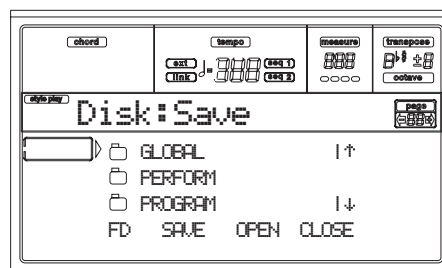 chord tempo measure transpose
ext link seq 1 seq 2 octave
style play Disk:Save page
GLOBAL
PERFORM
PROGRAM
FD SAVE OPEN CLOSE